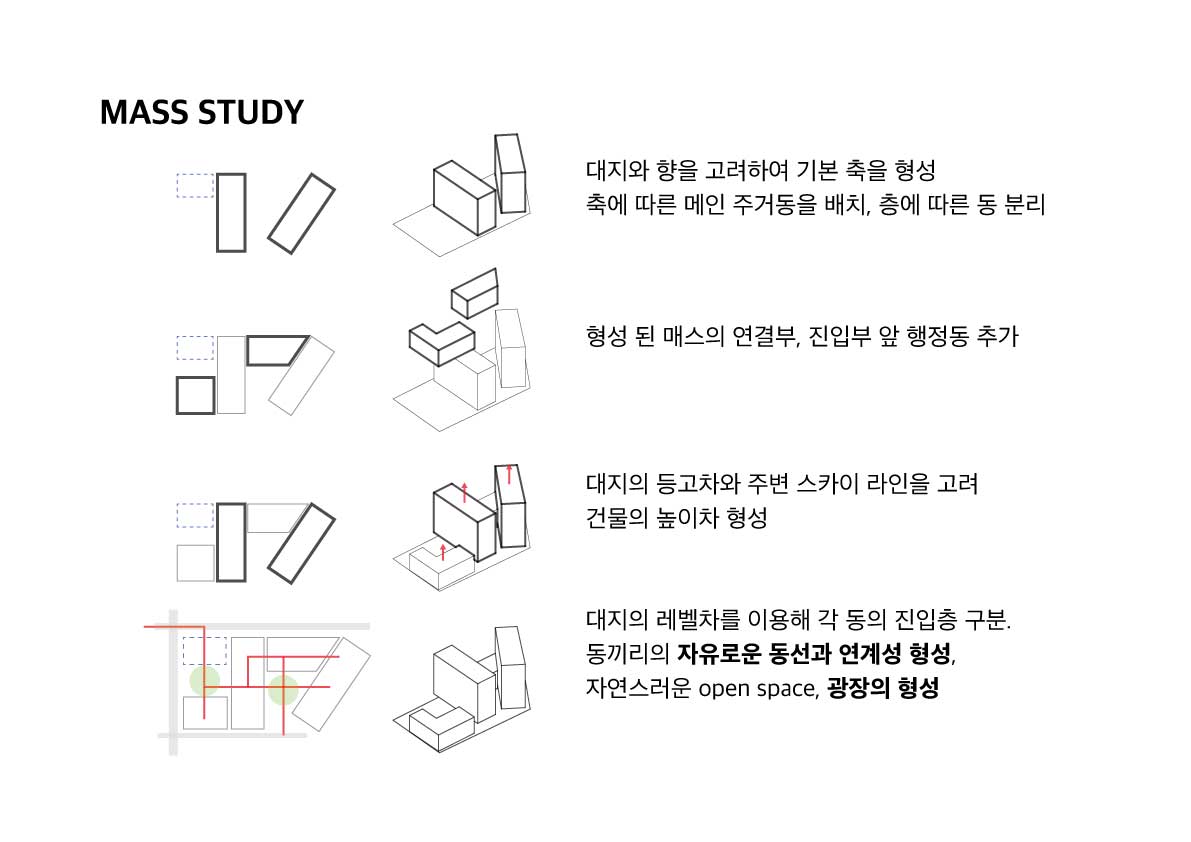 MASS STUDY
대지와 향을 고려하여 기본 축을 형성
축에 따른 메인 주거동을 배치, 층에 따른 동 분리
형성 된 매스의 연결부, 진입부 앞 행정동 추가
대지의 등고차와 주변 스카이 라인을 고려
건물의 높이차 형성
대지의 레벨차를 이용해 각 동의 진입층 구분.
동끼리의 자유로운 동선과 연계성 형성,
자연스러운 open space, 광장의 형성